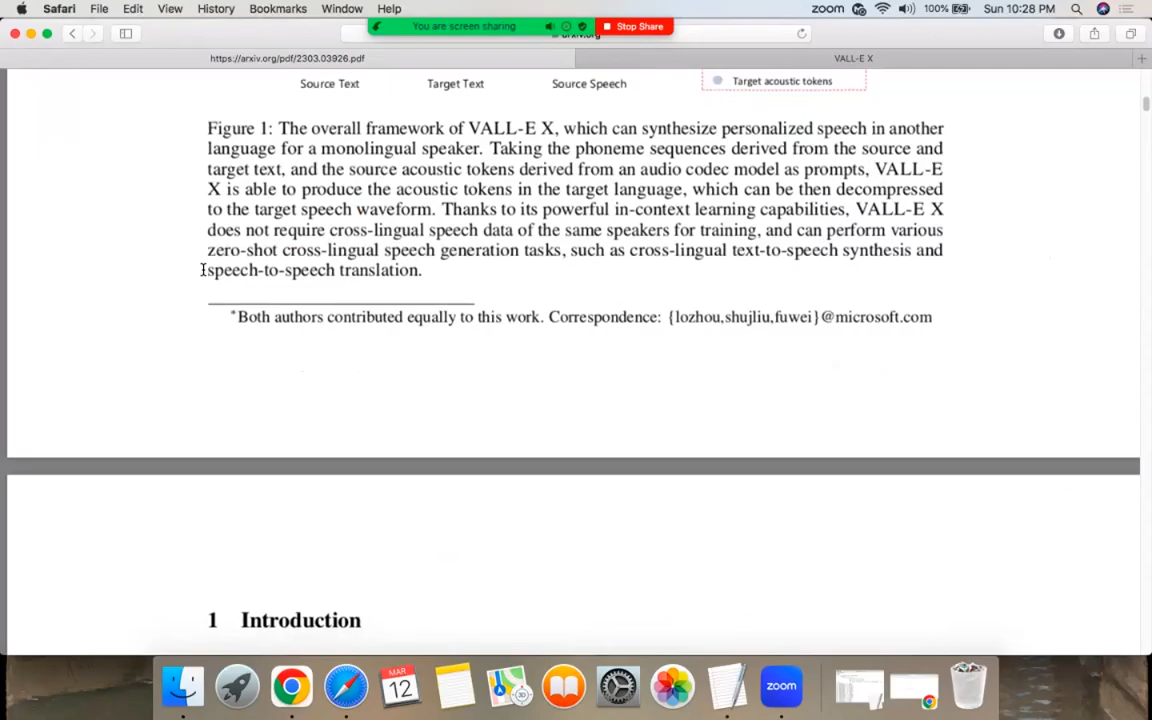 Safari File Edit View History Bookmarks Window Help zoom 100% Sun 10:28 PM
You are screen sharing Stop Share
https://arxiv.org/pdf/2303.03926.pdf VALL-E X
Source Text Target Text Source Speech Target acoustic tokens
Figure 1: The overall framework of VALL-E X, which can synthesize personalized speech in another
language for a monolingual speaker. Taking the phoneme sequences derived from the source and
target text, and the source acoustic tokens derived from an audio codec model as prompts, VALL-E
X is able to produce the acoustic tokens in the target language, which can be then decompressed
to the target speech waveform. Thanks to its powerful in-context learning capabilities, VALL-E X
does not require cross-lingual speech data of the same speakers for training, and can perform various
zero-shot cross-lingual speech generation tasks, such as cross-lingual text-to-speech synthesis and
speech-to-speech translation.
*Both authors contributed equally to this work. Correspondence: {lozhou,shujliu,fuwei}@microsoft.com
1 Introduction
MAR
12
3D
zoom